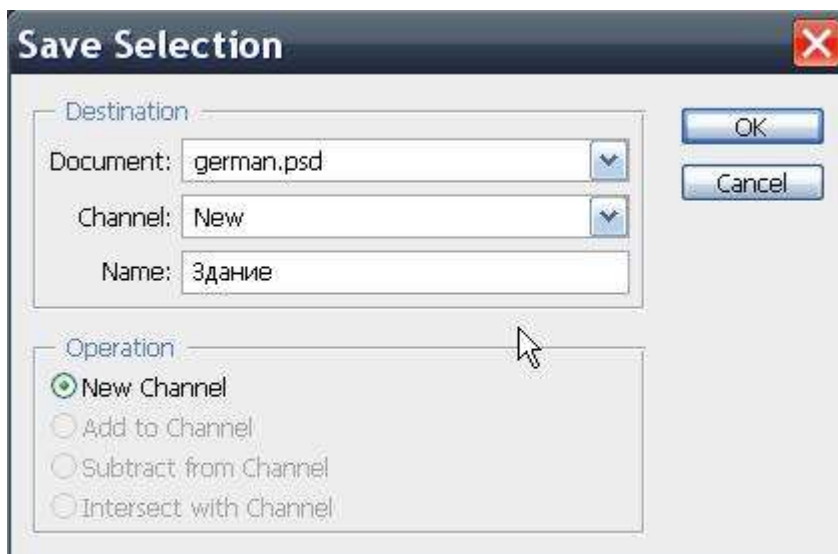 Save Selection
Destination
Document: german.psd
Channel: New
Name: Здание
OK
Cancel
Operation
New Channel
Add to Channel
Subtract from Channel
Intersect with Channel